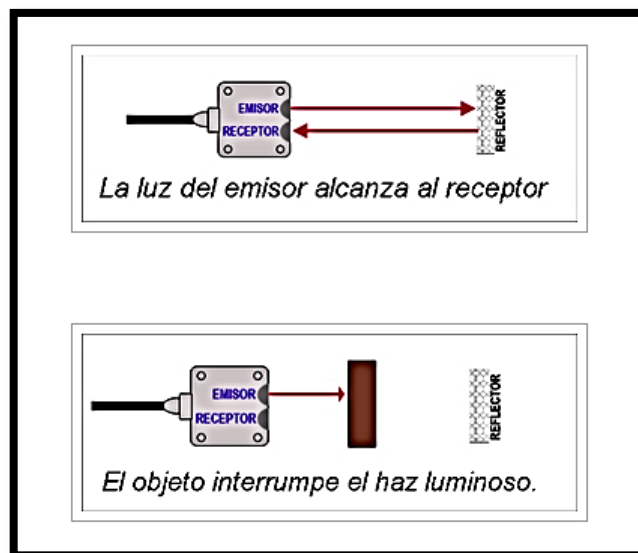 EMISOR
RECEPTOR
REFLECTOR
La luz del emisor alcanza al receptor
EMISOR
RECEPTOR
REFLECTOR
El objeto interrumpe el haz luminoso.